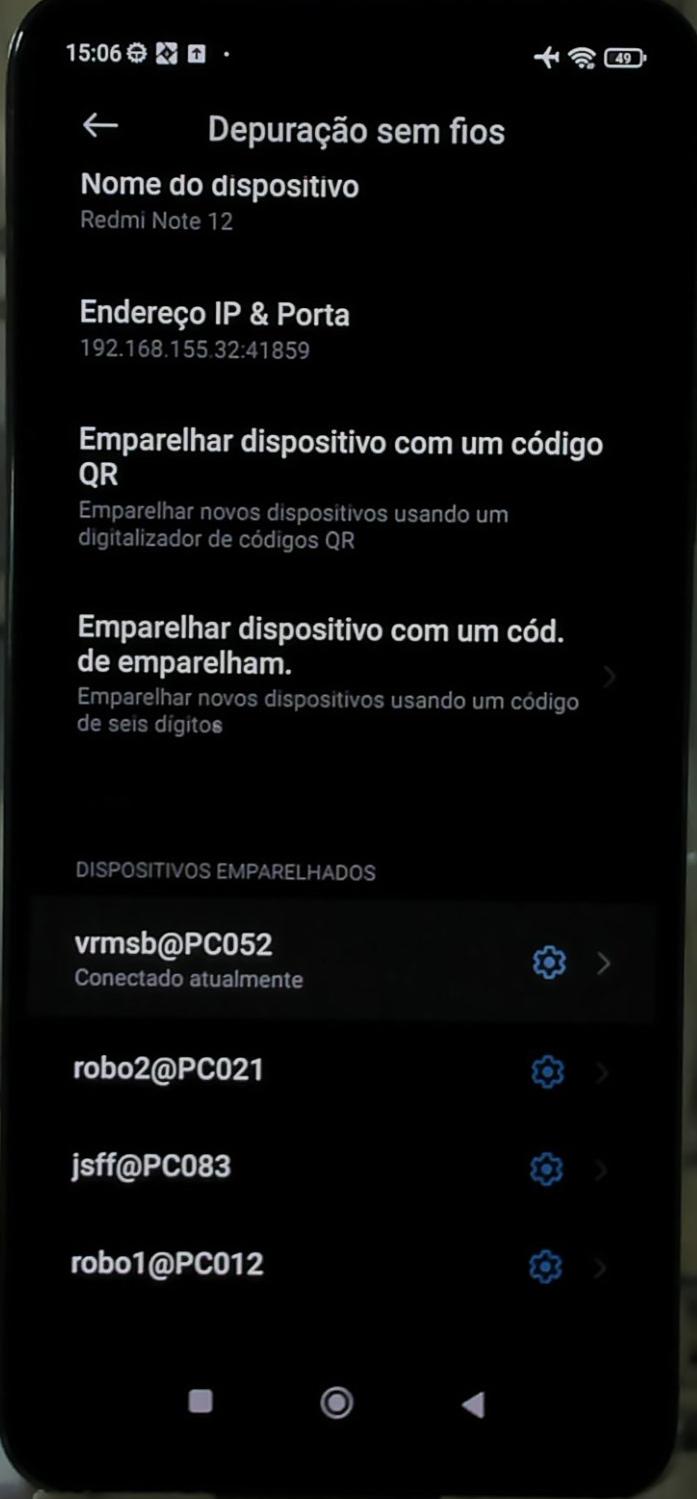 15:06
49
Depuração sem fios
Nome do dispositivo
Redmi Note 12
Endereço IP & Porta
192.168.155.32:41859
Emparelhar dispositivo com um código
QR
Emparelhar novos dispositivos usando um
digitalizador de códigos QR
Emparelhar dispositivo com um cód.
de emparelham.
Emparelhar novos dispositivos usando um código
de seis dígitos
DISPOSITIVOS EMPARELHADOS
vrmsb@PC052
Conectado atualmente
robo2@PC021
jsff@PC083
robo1@PC012